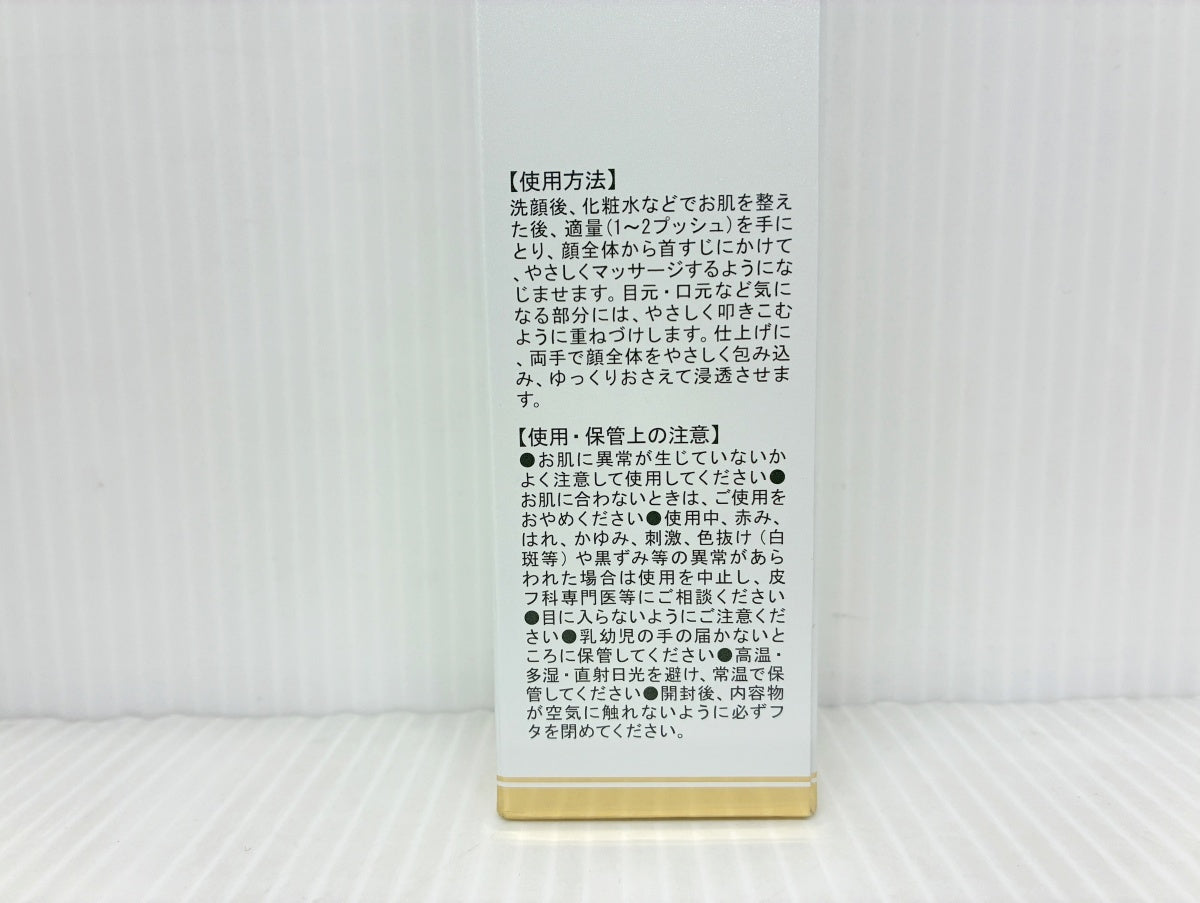 【使用方法】
洗顔後、化粧水などでお肌を整え
た後、適量(1～2プッシュ)を手に
とり、顔全体から首すじにかけて
、やさしくマッサージするようにな
じませます。目元・口元など気に
なる部分には、やさしく叩きこむ
ように重ねづけします。仕上げに
、両手で顔全体をやさしく包み込
み、ゆっくりおさえて浸透させま
す。
【使用・保管上の注意】
●お肌に異常が生じていないか
よく注意して使用してください●
お肌に合わないときは、ご使用を
おやめください●使用中、赤み、
はれ、かゆみ、刺激、色抜け（白
斑等）や黒ずみ等の異常があら
われた場合は使用を中止し、皮
フ科専門医等にご相談ください
●目に入らないようにご注意くだ
さい●乳幼児の手の届かないと
ころに保管してください●高温・
多湿・直射日光を避け、常温で保
管してください●開封後、内容物
が空気に触れないように必ずフ
タを閉めてください。